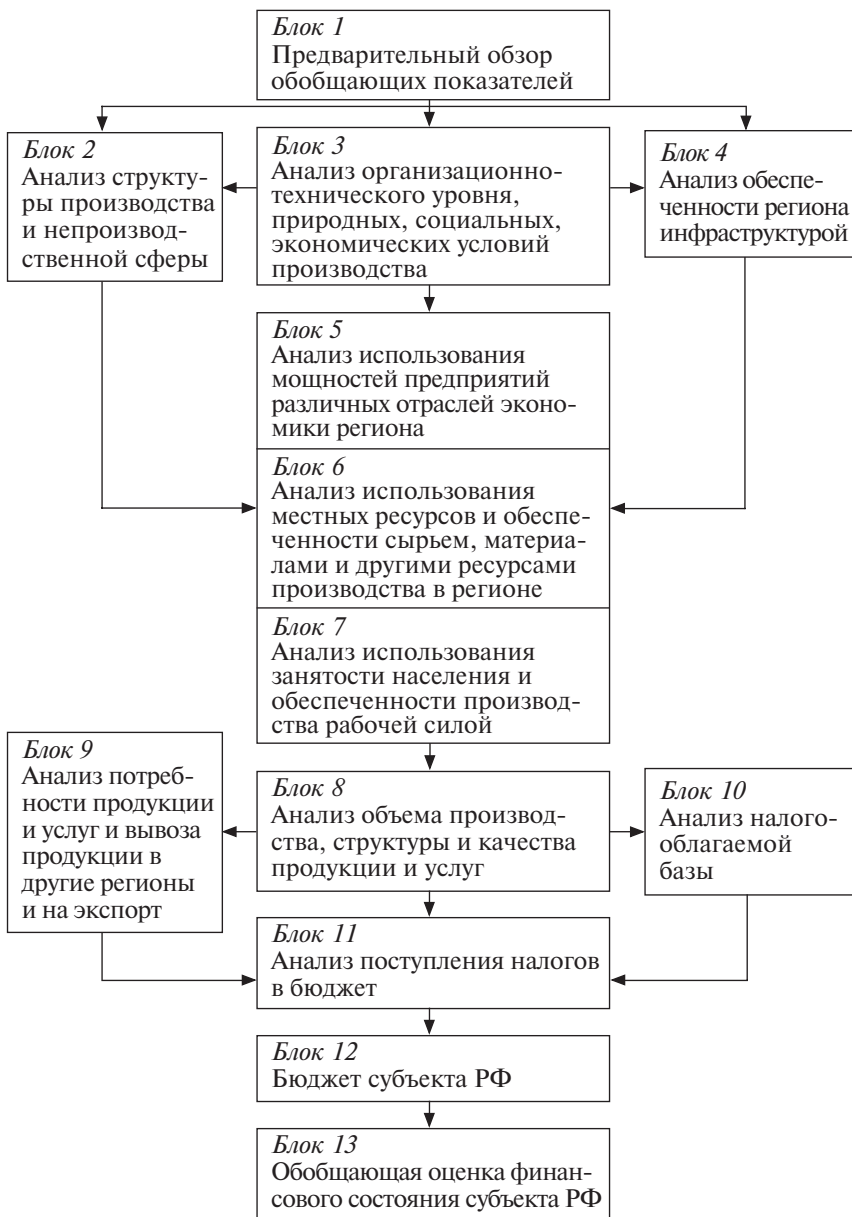 Блок 1
Предварительный обзор
обобщающих показателей
Блок 2
Анализ структу-
ры производства
и непроизвод-
ственной сферы
Блок 3
Анализ организационно-
технического уровня,
природных, социальных,
экономических условий
производства
Блок 4
Анализ обеспе-
ченности региона
инфраструктурой
Блок 5
Анализ использования
мощностей предприятий
различных отраслей эконо-
мики региона
Блок 6
Анализ использования
местных ресурсов и обеспе-
ченности сырьем, материа-
лами и другими ресурсами
производства в регионе
Блок 7
Анализ использования
занятости населения и
обеспеченности производ-
ства рабочей силой
Блок 9
Анализ потреб-
ности продукции
и услуг и вывоза
продукции в
другие регионы
и на экспорт
Блок 8
Анализ объема производ-
ства, структуры и качества
продукции и услуг
Блок 10
Анализ налого-
облагаемой
базы
Блок 11
Анализ поступления налогов
в бюджет
Блок 12
Бюджет субъекта РФ
Блок 13
Обобщающая оценка финан-
сового состояния субъекта РФ